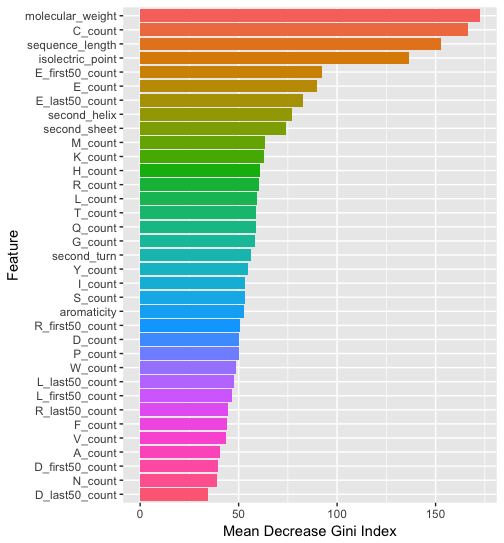 molecular_weight
C_count
sequence_length
isolectric_point
E_first50_count
E_count
E_last50_count
second_helix
second_sheet
M_count
K_count
H_count
R_count
L_count
T_count
Q_count
G_count
second_turn
Y_count
I_count
S_count
aromaticity
R_first50_count
D_count
P_count
W_count
L_last50_count
L_first50_count
R_last50_count
F_count
V_count
A_count
D_first50_count
N_count
D_last50_count
Feature
0 50 100 150
Mean Decrease Gini Index